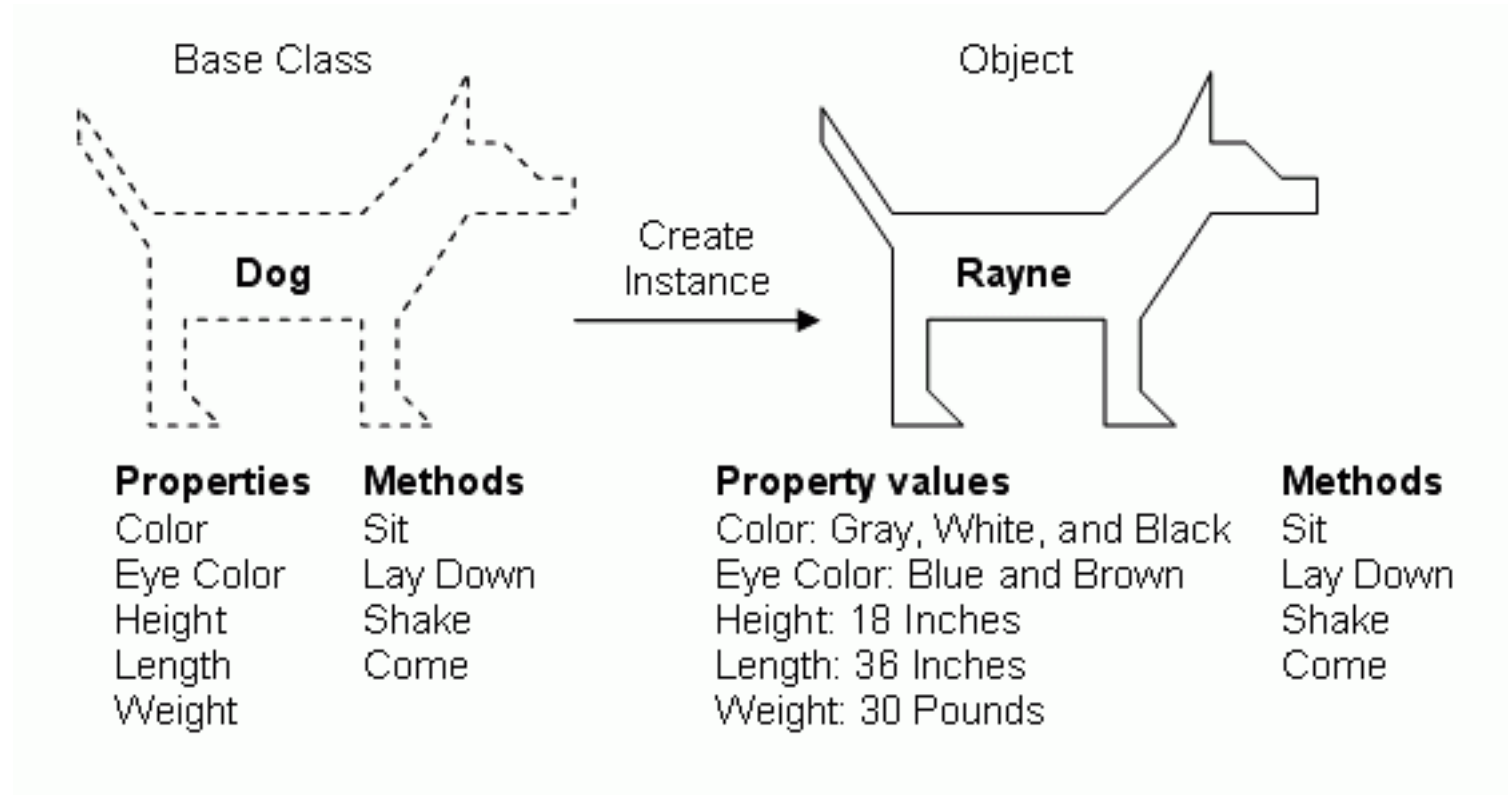 Base Class
Object
Dog
Create
Instance
Rayne
Properties
Color
Eye Color
Height
Length
Weight
Methods
Sit
Lay Down
Shake
Come
Property values
Color: Gray, White, and Black
Eye Color: Blue and Brown
Height: 18 Inches
Length: 36 Inches
Weight: 30 Pounds
Methods
Sit
Lay Down
Shake
Come